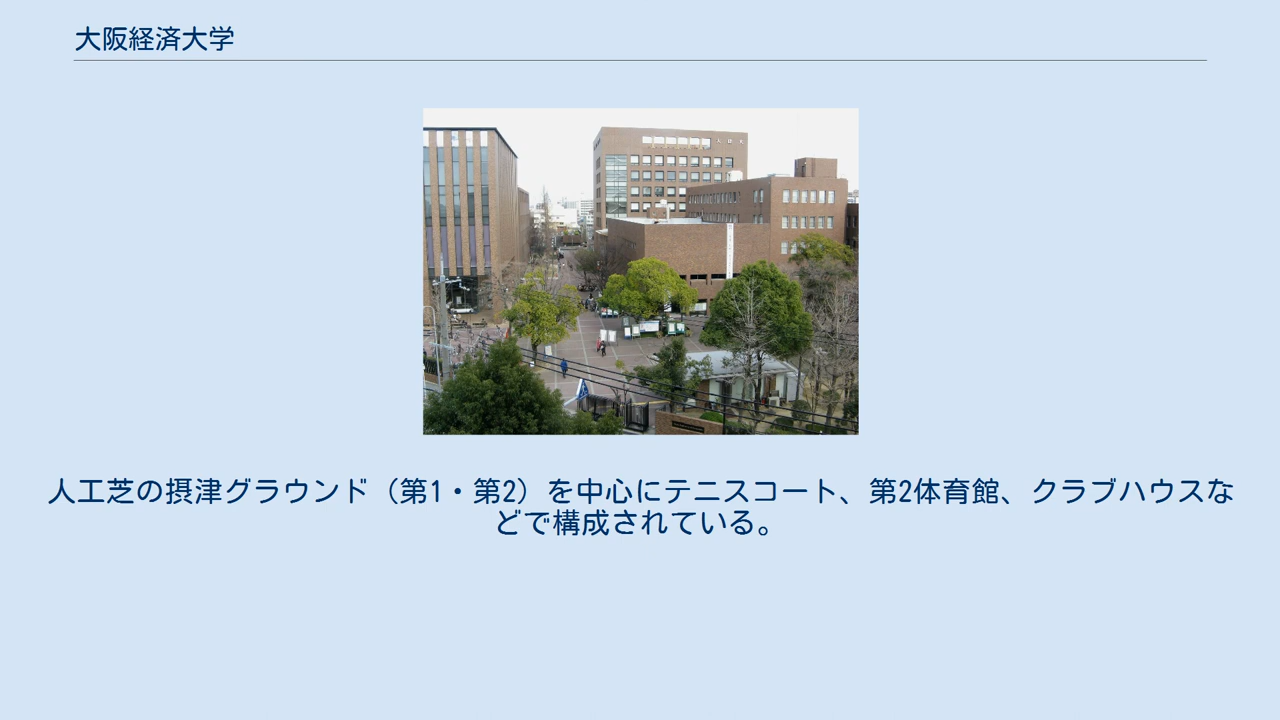 大阪経済大学
人工芝の摂津グラウンド（第1・第2）を中心にテニスコート、第2体育館、クラブハウスな
どで構成されている。